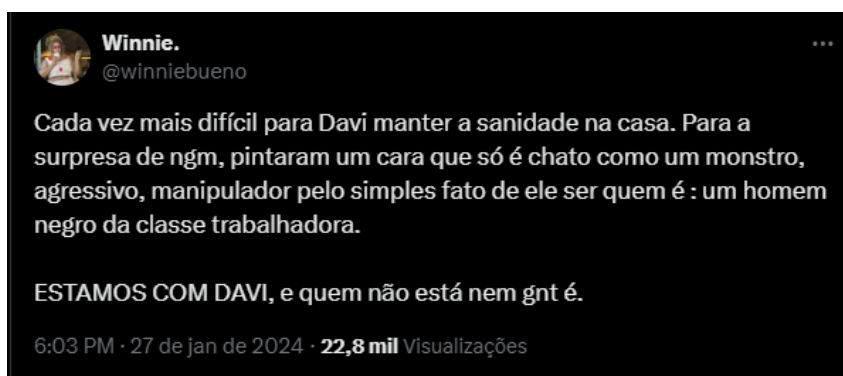 Winnie.
@winniebueno
Cada vez mais difícil para Davi manter a sanidade na casa. Para a
surpresa de ngm, pintaram um cara que só é chato como um monstro,
agressivo, manipulador pelo simples fato de ele ser quem é : um homem
negro da classe trabalhadora.
ESTAMOS COM DAVI, e quem não está nem gnt é.
6:03 PM · 27 de jan de 2024 · 22,8 mil Visualizações